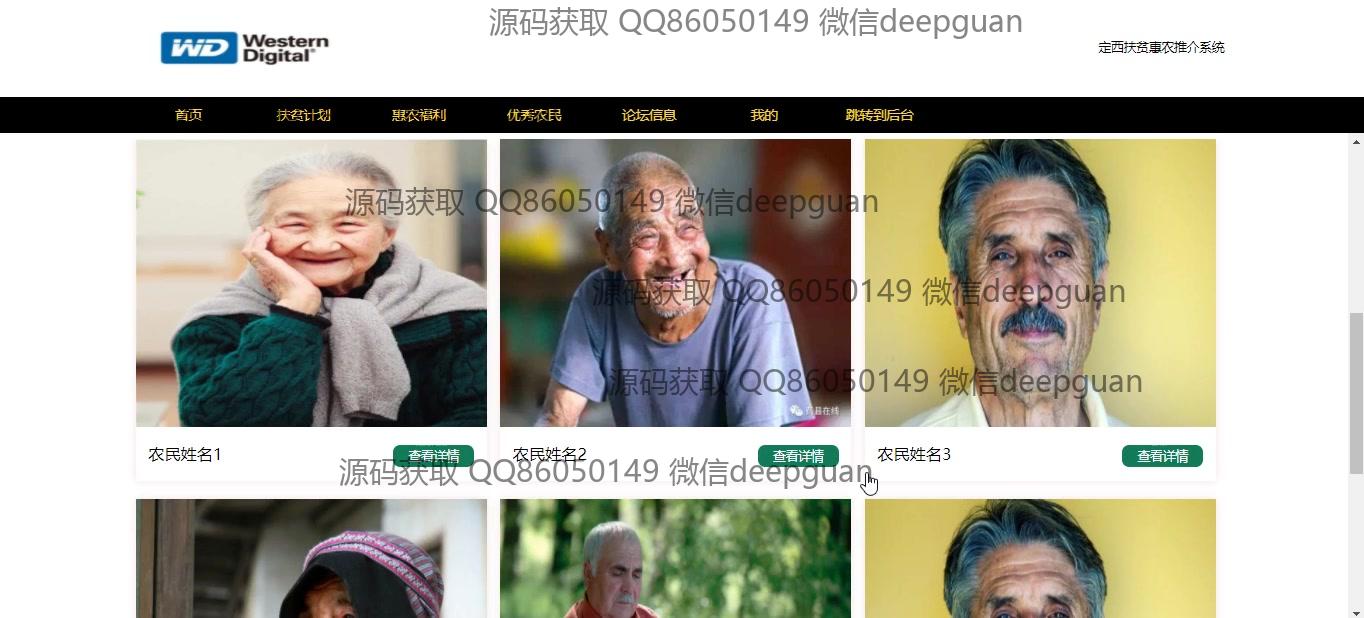 源码获取 QQ86050149 微信deepguan
WD Western Digital®
定西扶贫惠农推介系统
首页 扶贫计划 惠农福利 优秀农民 论坛信息 我的 跳转到后台
源码获取 QQ86050149 微信deepguan
源码获取 QQ86050149 微信deepguan
源码获取 QQ86050149 微信deepguan
农民姓名1 查看详情 农民姓名2 查看详情 农民姓名3 查看详情
源码获取 QQ86050149 微信deepguan